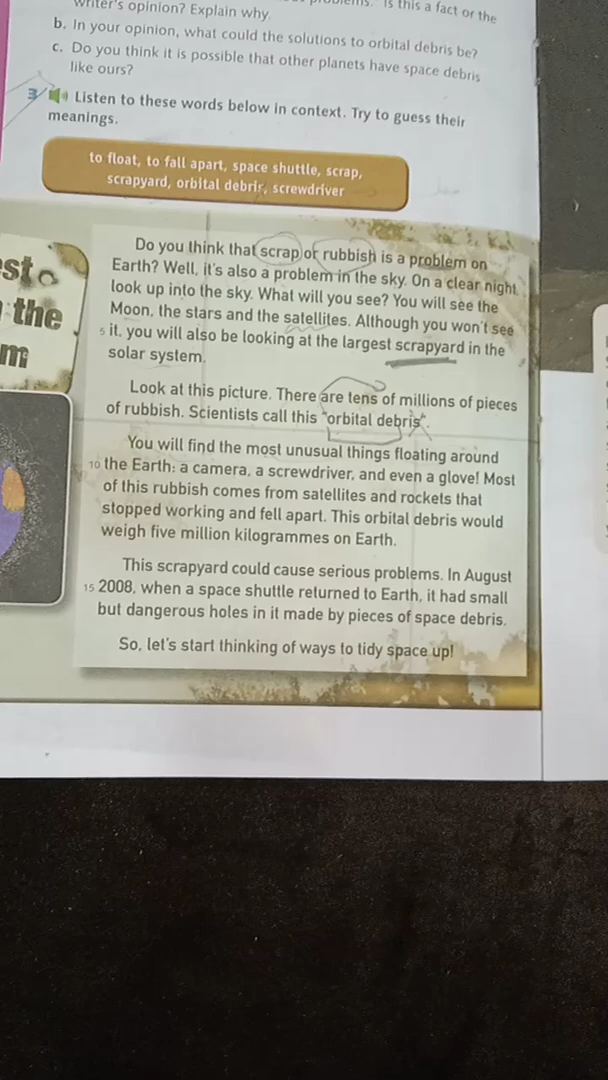 writer's opinion? Explain why.
Is this a fact or the
b. In your opinion, what could the solutions to orbital debris be?
c. Do you think it is possible that other planets have space debris
like ours?
3 Listen to these words below in context. Try to guess their
meanings.
to float, to fall apart, space shuttle, scrap,
scrapyard, orbital debris, screwdriver
the
Do you think that scrap or rubbish is a problem on
Earth? Well, it's also a problem in the sky. On a clear night,
look up into the sky. What will you see? You will see the
Moon, the stars and the satellites. Although you won't see
5 it, you will also be looking at the largest scrapyard in the
solar system.
Look at this picture. There are tens of millions of pieces
of rubbish. Scientists call this "orbital debris".
You will find the most unusual things floating around
10 the Earth: a camera, a screwdriver, and even a glove! Most
of this rubbish comes from satellites and rockets that
stopped working and fell apart. This orbital debris would
weigh five million kilogrammes on Earth.
This scrapyard could cause serious problems. In August
15 2008, when a space shuttle returned to Earth, it had small
but dangerous holes in it made by pieces of space debris.
So, let's start thinking of ways to tidy space up!